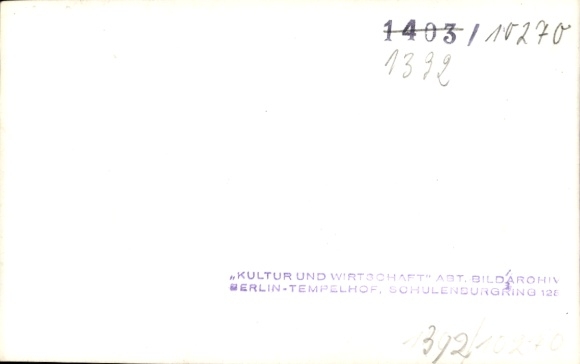 1403 / 10270
1392
„KULTUR UND WIRTSCHAFT" ABT. BILDARCHIV
BERLIN-TEMPELHOF, SCHULENBURGRING 126
1392/10270